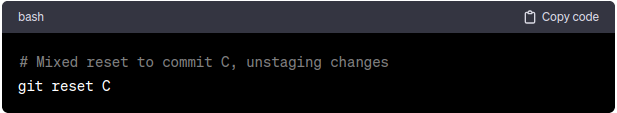 bash
Copy code
# Mixed reset to commit C, unstaging changes
git reset C